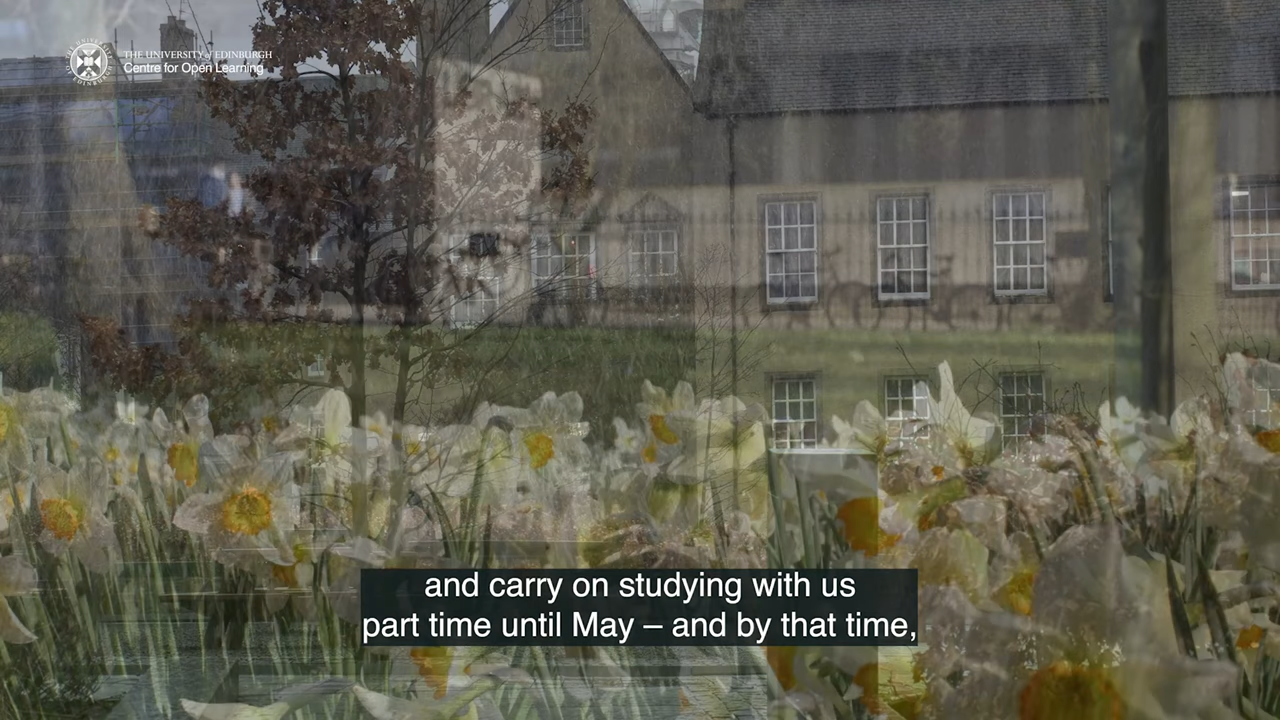 THE UNIVERSITY of EDINBURGH
Centre for Open Learning
and carry on studying with us
part time until May – and by that time,